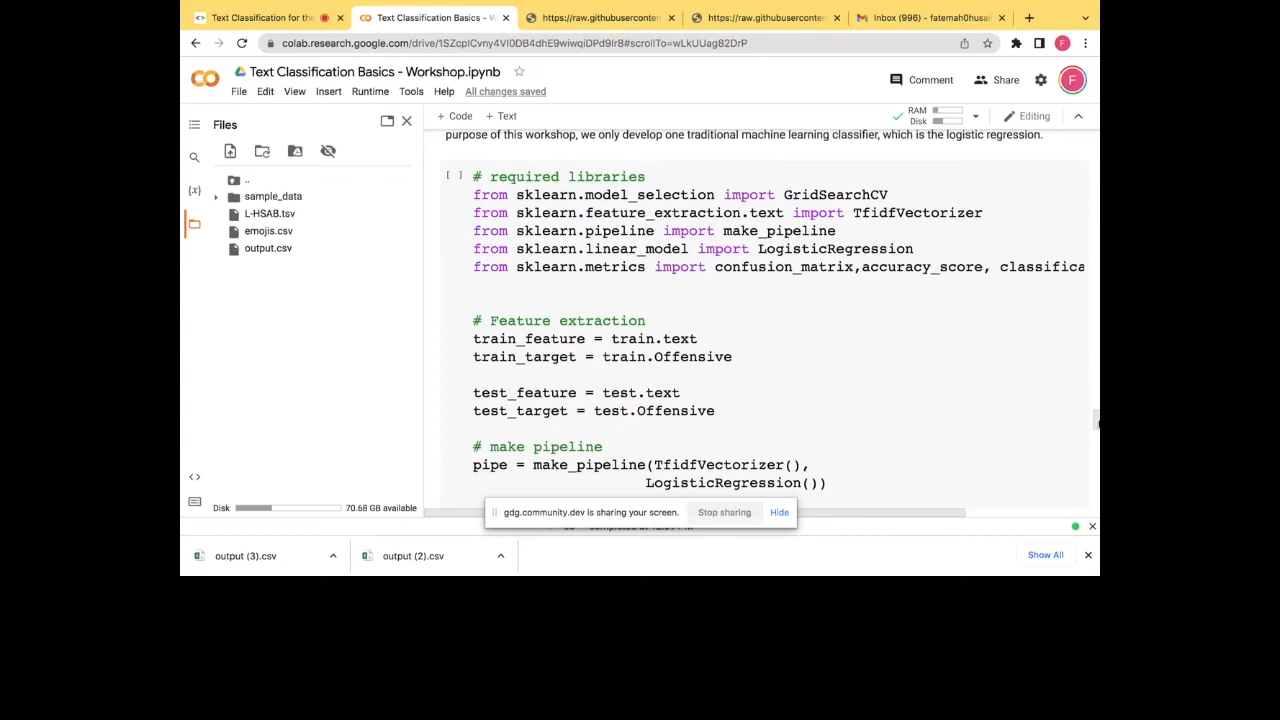 Text Classification for the
Text Classification Basics - W
https://raw.githubuserconten
https://raw.githubuserconten
Inbox (996) - fatemah0husai
colab.research.google.com/drive/1SZcplCvny4Vl0DB4dhE9wiwqiDPd9Ir8#scrollTo=wLkUUag82DrP
F
CO
Text Classification Basics - Workshop.ipynb
Comment
Share
F
File Edit View Insert Runtime Tools Help All changes saved
Files
+ Code + Text
RAM
Disk
Editing
purpose of this workshop, we only develop one traditional machine learning classifier, which is the logistic regression.
..
sample_data
L-HSAB.tsv
emojis.csv
output.csv
{x}
[ ]
# required libraries
from sklearn.model_selection import GridSearchCV
from sklearn.feature_extraction.text import TfidfVectorizer
from sklearn.pipeline import make_pipeline
from sklearn.linear_model import LogisticRegression
from sklearn.metrics import confusion_matrix,accuracy_score, classifica
# Feature extraction
train_feature = train.text
train_target = train.Offensive
test_feature = test.text
test_target = test.Offensive
# make pipeline
pipe = make_pipeline(TfidfVectorizer(),
LogisticRegression())
Disk
70.68 GB available
gdg.community.dev is sharing your screen.
Stop sharing
Hide
output (3).csv
output (2).csv
Show All